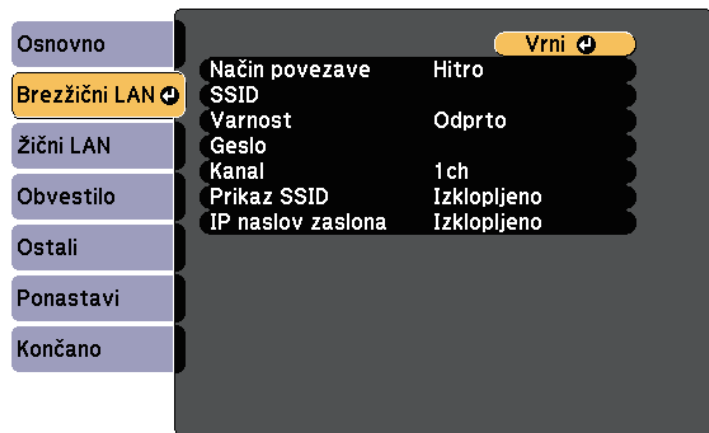 Osnovno
Brezžični LAN
Žični LAN
Obvestilo
Ostali
Ponastavi
Končano
Vrni
Način povezave Hitro
SSID
Varnost Odprto
Geslo
Kanal 1ch
Prikaz SSID Izklopljeno
IP naslov zaslona Izklopljeno